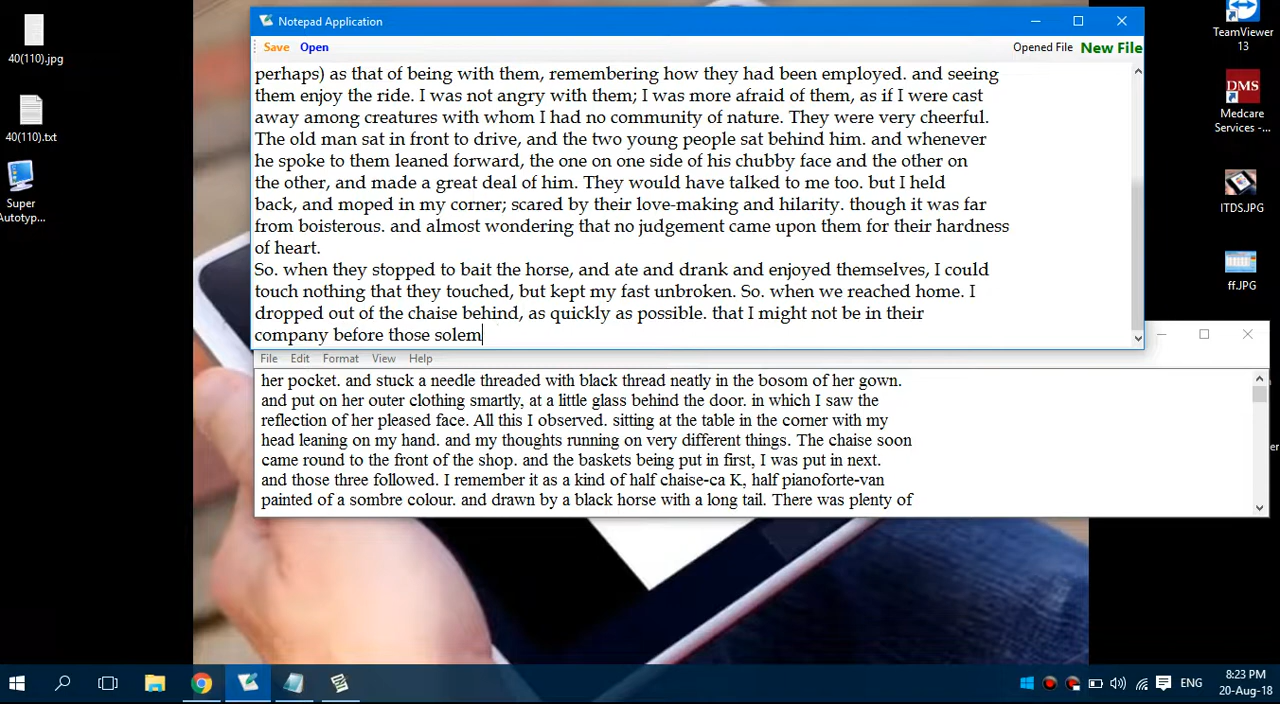 40(110).jpg
40(110).txt
Super
Autotyp...
Notepad Application
Save Open
Opened File New File
perhaps) as that of being with them, remembering how they had been employed. and seeing
them enjoy the ride. I was not angry with them; I was more afraid of them, as if I were cast
away among creatures with whom I had no community of nature. They were very cheerful.
The old man sat in front to drive, and the two young people sat behind him. and whenever
he spoke to them leaned forward, the one on one side of his chubby face and the other on
the other, and made a great deal of him. They would have talked to me too. but I held
back, and moped in my corner; scared by their love-making and hilarity. though it was far
from boisterous. and almost wondering that no judgement came upon them for their hardness
of heart.
So. when they stopped to bait the horse, and ate and drank and enjoyed themselves, I could
touch nothing that they touched, but kept my fast unbroken. So. when we reached home. I
dropped out of the chaise behind, as quickly as possible. that I might not be in their
company before those solem
File Edit Format View Help
her pocket. and stuck a needle threaded with black thread neatly in the bosom of her gown.
and put on her outer clothing smartly, at a little glass behind the door. in which I saw the
reflection of her pleased face. All this I observed. sitting at the table in the corner with my
head leaning on my hand. and my thoughts running on very different things. The chaise soon
came round to the front of the shop. and the baskets being put in first, I was put in next.
and those three followed. I remember it as a kind of half chaise-ca K, half pianoforte-van
painted of a sombre colour. and drawn by a black horse with a long tail. There was plenty of
TeamViewer
13
DMS
Medcare
Services -...
ITDS.JPG
ff.JPG
er
ENG
8:23 PM
20-Aug-18